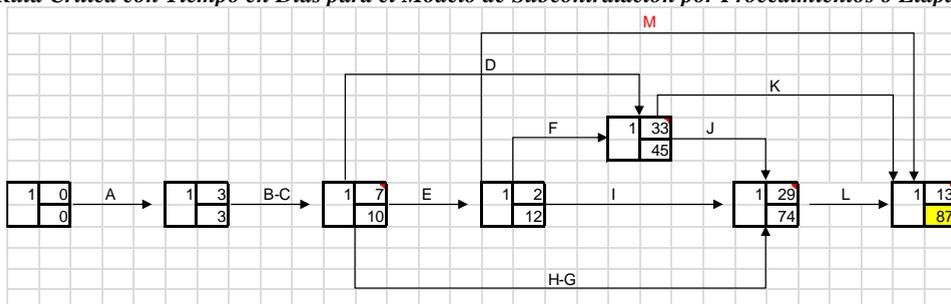 Ruta Crítica con Tiempo en Días para el Modelo de Subcontratación por Procedimientos o Etapa
M
D
K
F
1 33
J
45
1 0
A
1 3
B-C
1 7
E
1 2
I
1 29
L
1 13
0
3
10
12
74
87
H-G